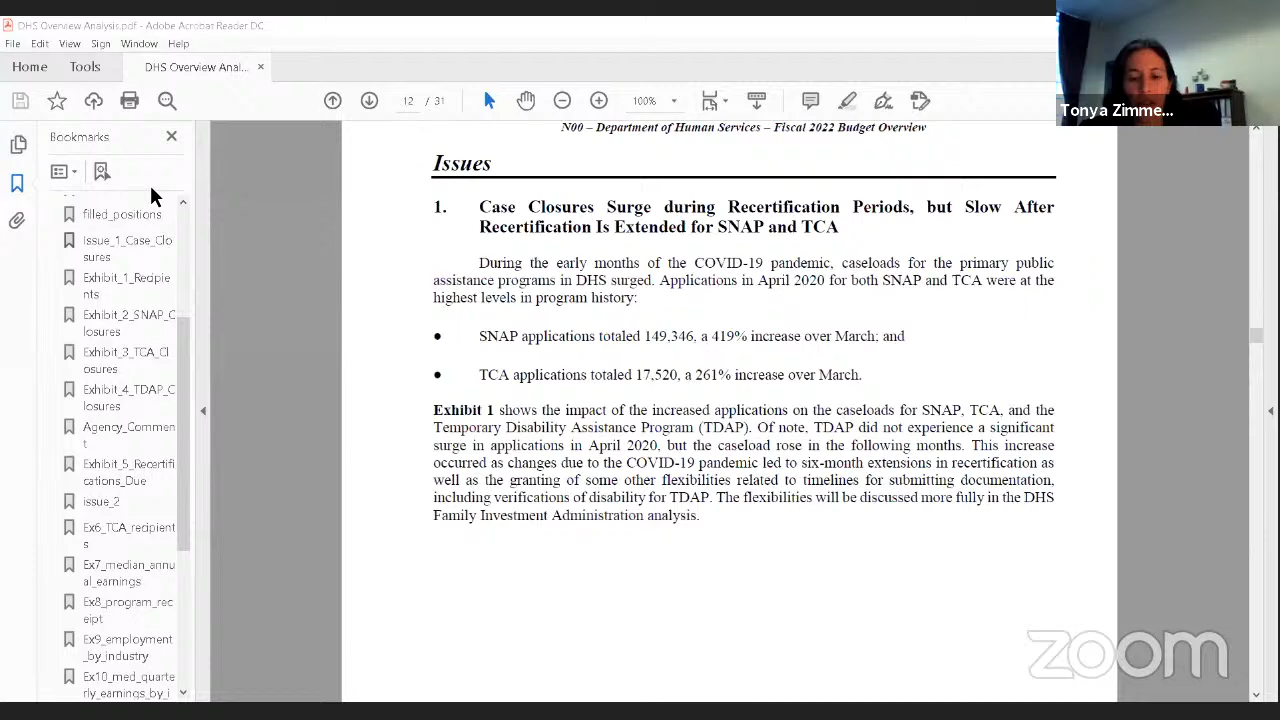 DHS Overview Analysis.pdf - Adobe Acrobat Reader DC
File Edit View Sign Window Help
Home Tools DHS Overview Anal... ×
12 / 31 100%
Tonya Zimme...
Bookmarks
filled_positions
Issue_1_Case_Clo
sures
Exhibit_1_Recipie
nts
Exhibit_2_SNAP_C
losures
Exhibit_3_TCA_Cl
osures
Exhibit_4_TDAP_C
losures
Agency_Commen
t
Exhibit_5_Recertifi
cations_Due
issue_2
Ex6_TCA_recipient
s
Ex7_median_annu
al_earnings
Ex8_program_rec
eipt
Ex9_employment
_by_industry
Ex10_med_quarte
rly_earnings_by_i
N00 – Department of Human Services – Fiscal 2022 Budget Overview
Issues
1. Case Closures Surge during Recertification Periods, but Slow After
Recertification Is Extended for SNAP and TCA
During the early months of the COVID-19 pandemic, caseloads for the primary public
assistance programs in DHS surged. Applications in April 2020 for both SNAP and TCA were at the
highest levels in program history:
● SNAP applications totaled 149,346, a 419% increase over March; and
● TCA applications totaled 17,520, a 261% increase over March.
Exhibit 1 shows the impact of the increased applications on the caseloads for SNAP, TCA, and the
Temporary Disability Assistance Program (TDAP). Of note, TDAP did not experience a significant
surge in applications in April 2020, but the caseload rose in the following months. This increase
occurred as changes due to the COVID-19 pandemic led to six-month extensions in recertification as
well as the granting of some other flexibilities related to timelines for submitting documentation,
including verifications of disability for TDAP. The flexibilities will be discussed more fully in the DHS
Family Investment Administration analysis.
zoom